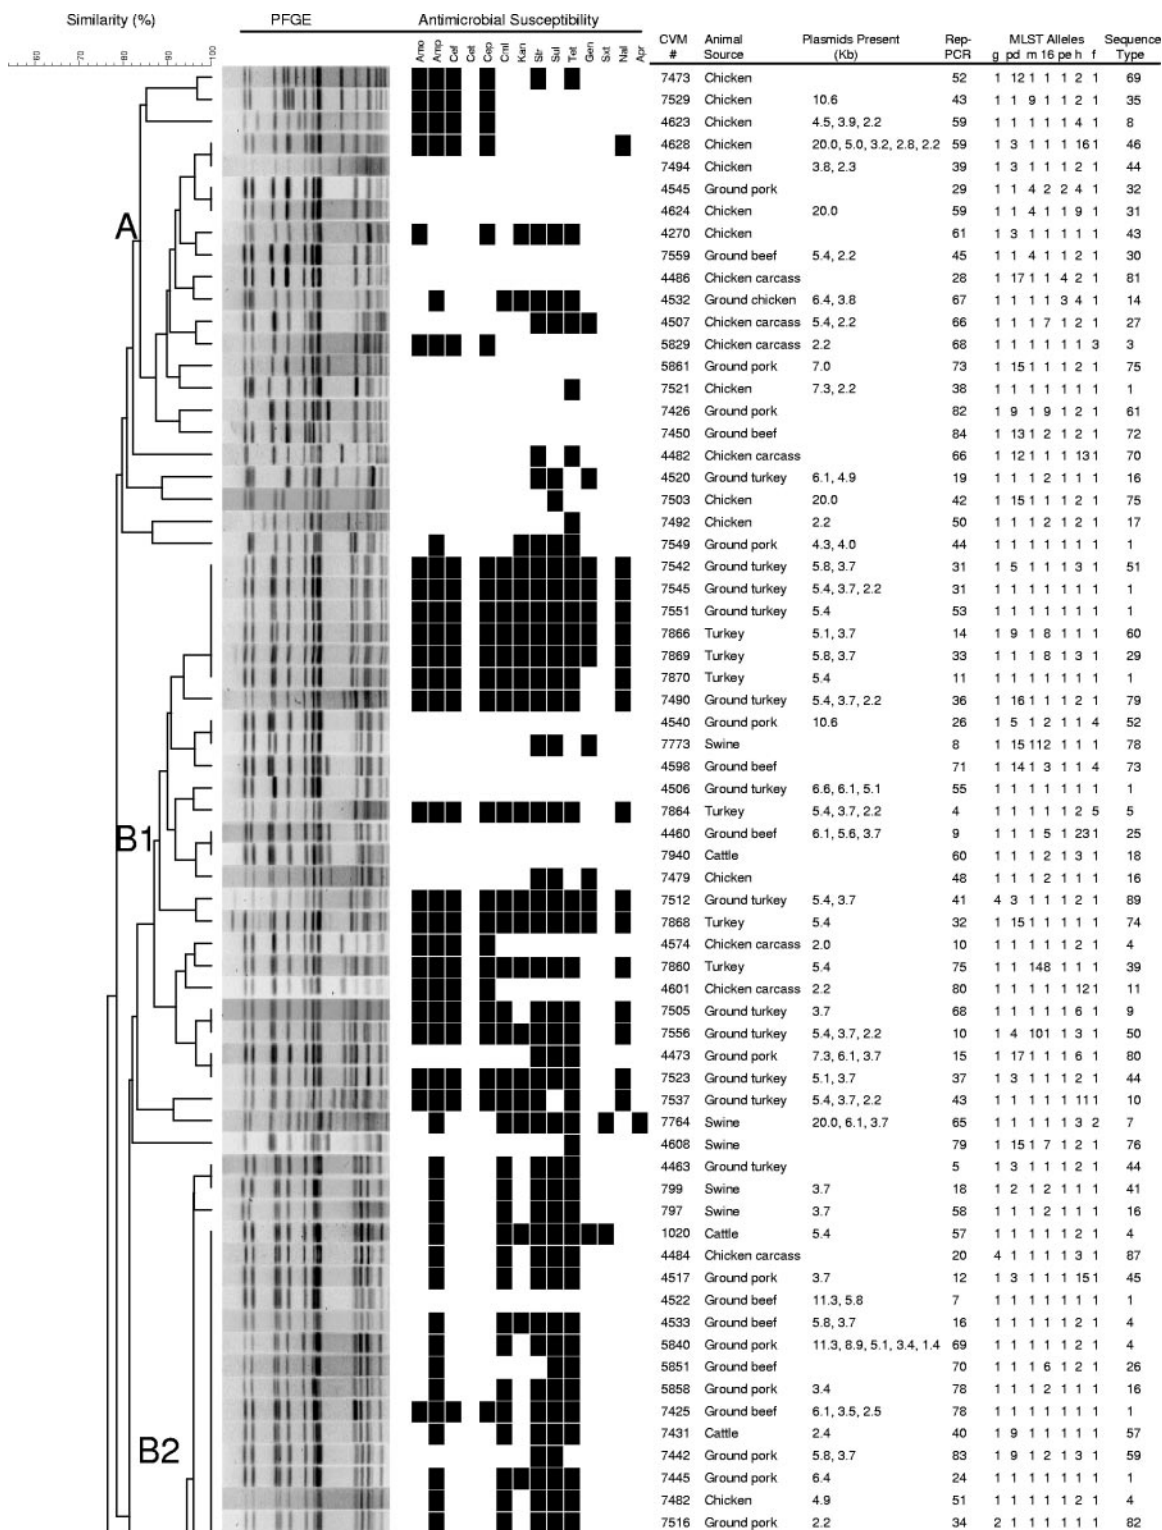 Similarity (%) PFGE Antimicrobial Susceptibility
60 70 80 90 100
Amo Amp Cef Cet Cep Cml Kan Str Sul Tet Gen Sxt Nal Apr
CVM Animal Plasmids Present Rep- MLST Alleles Sequence
# Source (Kb) PCR g pd m 16 pe h f Type
7473 Chicken 52 1 12 1 1 1 2 1 69
7529 Chicken 10.6 43 1 1 9 1 1 2 1 35
4623 Chicken 4.5, 3.9, 2.2 59 1 1 1 1 1 4 1 8
4628 Chicken 20.0, 5.0, 3.2, 2.8, 2.2 59 1 3 1 1 1 16 1 46
7494 Chicken 3.8, 2.3 39 1 3 1 1 1 2 1 44
4545 Ground pork 29 1 1 4 2 2 4 1 32
4624 Chicken 20.0 59 1 1 4 1 1 9 1 31
A
4270 Chicken 61 1 3 1 1 1 1 1 43
7559 Ground beef 5.4, 2.2 45 1 1 4 1 1 2 1 30
4486 Chicken carcass 28 1 17 1 1 4 2 1 81
4532 Ground chicken 6.4, 3.8 67 1 1 1 1 3 4 1 14
4507 Chicken carcass 5.4, 2.2 66 1 1 1 7 1 2 1 27
5829 Chicken carcass 2.2 68 1 1 1 1 1 1 3 3
5861 Ground pork 7.0 73 1 15 1 1 1 2 1 75
7521 Chicken 7.3, 2.2 38 1 1 1 1 1 1 1 1
7426 Ground pork 82 1 9 1 9 1 2 1 61
7450 Ground beef 84 1 13 1 2 1 2 1 72
4482 Chicken carcass 66 1 12 1 1 1 13 1 70
4520 Ground turkey 6.1, 4.9 19 1 1 1 2 1 1 1 16
7503 Chicken 20.0 42 1 15 1 1 1 2 1 75
7492 Chicken 2.2 50 1 1 1 2 1 2 1 17
7549 Ground pork 4.3, 4.0 44 1 1 1 1 1 1 1 1
7542 Ground turkey 5.8, 3.7 31 1 5 1 1 1 3 1 51
7545 Ground turkey 5.4, 3.7, 2.2 31 1 1 1 1 1 1 1 1
7551 Ground turkey 5.4 53 1 1 1 1 1 1 1 1
7866 Turkey 5.1, 3.7 14 1 9 1 8 1 1 1 60
7869 Turkey 5.8, 3.7 33 1 1 1 8 1 3 1 29
7870 Turkey 5.4 11 1 1 1 1 1 1 1 1
7490 Ground turkey 5.4, 3.7, 2.2 36 1 16 1 1 1 2 1 79
4540 Ground pork 10.6 26 1 5 1 2 1 1 4 52
7773 Swine 8 1 15 112 1 1 1 78
4598 Ground beef 71 1 14 1 3 1 1 4 73
4506 Ground turkey 6.6, 6.1, 5.1 55 1 1 1 1 1 1 1 1
7864 Turkey 5.4, 3.7, 2.2 4 1 1 1 1 1 2 5 5
B1
4460 Ground beef 6.1, 5.6, 3.7 9 1 1 1 5 1 23 1 25
7940 Cattle 60 1 1 1 2 1 3 1 18
7479 Chicken 48 1 1 1 2 1 1 1 16
7512 Ground turkey 5.4, 3.7 41 4 3 1 1 1 2 1 89
7868 Turkey 5.4 32 1 15 1 1 1 1 1 74
4574 Chicken carcass 2.0 10 1 1 1 1 1 2 1 4
7860 Turkey 5.4 75 1 1 148 1 1 1 39
4601 Chicken carcass 2.2 80 1 1 1 1 1 12 1 11
7505 Ground turkey 3.7 68 1 1 1 1 1 6 1 9
7556 Ground turkey 5.4, 3.7, 2.2 10 1 4 101 1 3 1 50
4473 Ground pork 7.3, 6.1, 3.7 15 1 17 1 1 1 6 1 80
7523 Ground turkey 5.1, 3.7 37 1 3 1 1 1 2 1 44
7537 Ground turkey 5.4, 3.7, 2.2 43 1 1 1 1 1 11 1 10
7764 Swine 20.0, 6.1, 3.7 65 1 1 1 1 1 3 2 7
4608 Swine 79 1 15 1 7 1 2 1 76
4463 Ground turkey 5 1 3 1 1 1 2 1 44
799 Swine 3.7 18 1 2 1 2 1 1 1 41
797 Swine 3.7 58 1 1 1 2 1 1 1 16
1020 Cattle 5.4 57 1 1 1 1 1 2 1 4
4484 Chicken carcass 20 4 1 1 1 1 3 1 87
4517 Ground pork 3.7 12 1 3 1 1 1 15 1 45
4522 Ground beef 11.3, 5.8 7 1 1 1 1 1 1 1 1
4533 Ground beef 5.8, 3.7 16 1 1 1 1 1 2 1 4
5840 Ground pork 11.3, 8.9, 5.1, 3.4, 1.4 69 1 1 1 1 1 2 1 4
5851 Ground beef 70 1 1 1 6 1 2 1 26
5858 Ground pork 3.4 78 1 1 1 2 1 1 1 16
7425 Ground beef 6.1, 3.5, 2.5 78 1 1 1 1 1 1 1 1
7431 Cattle 2.4 40 1 9 1 1 1 1 1 57
B2
7442 Ground pork 5.8, 3.7 83 1 9 1 2 1 3 1 59
7445 Ground pork 6.4 24 1 1 1 1 1 1 1 1
7482 Chicken 4.9 51 1 1 1 1 1 2 1 4
7516 Ground pork 2.2 34 2 1 1 1 1 1 1 82